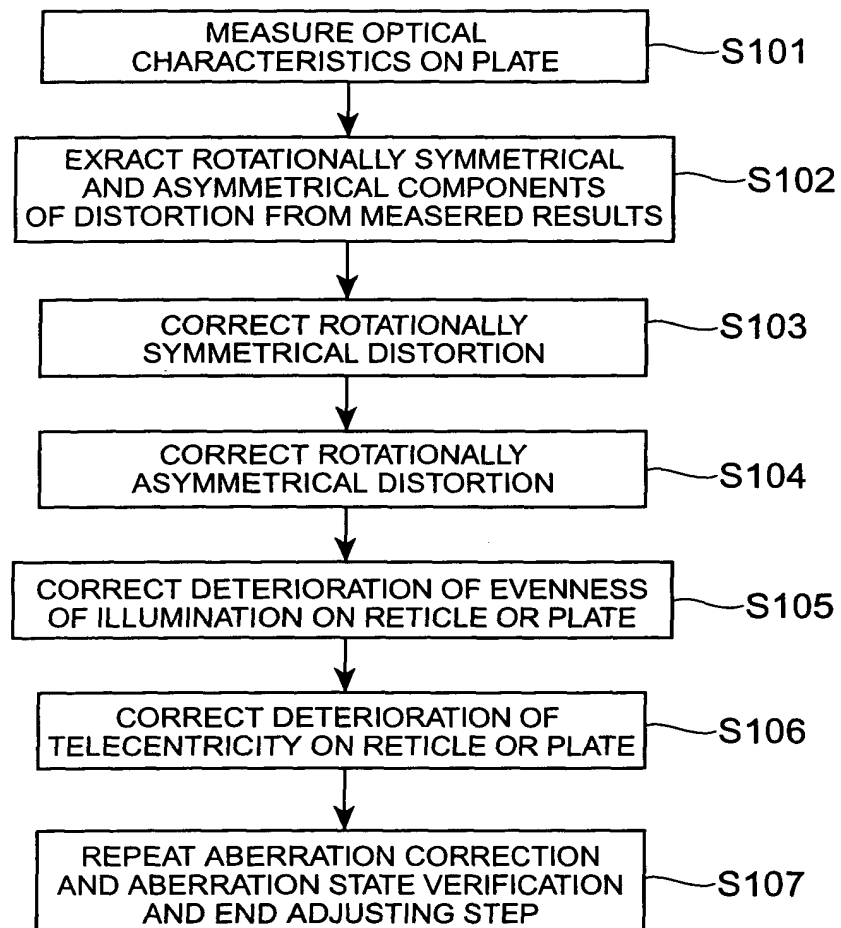 MEASURE OPTICAL
CHARACTERISTICS ON PLATE
S101
EXRACT ROTATIONALLY SYMMETRICAL
AND ASYMMETRICAL COMPONENTS
OF DISTORTION FROM MEASERED RESULTS
S102
CORRECT ROTATIONALLY
SYMMETRICAL DISTORTION
S103
CORRECT ROTATIONALLY
ASYMMETRICAL DISTORTION
S104
CORRECT DETERIORATION OF EVENNESS
OF ILLUMINATION ON RETICLE OR PLATE
S105
CORRECT DETERIORATION OF
TELECENTRICITY ON RETICLE OR PLATE
S106
REPEAT ABERRATION CORRECTION
AND ABERRATION STATE VERIFICATION
AND END ADJUSTING STEP
S107